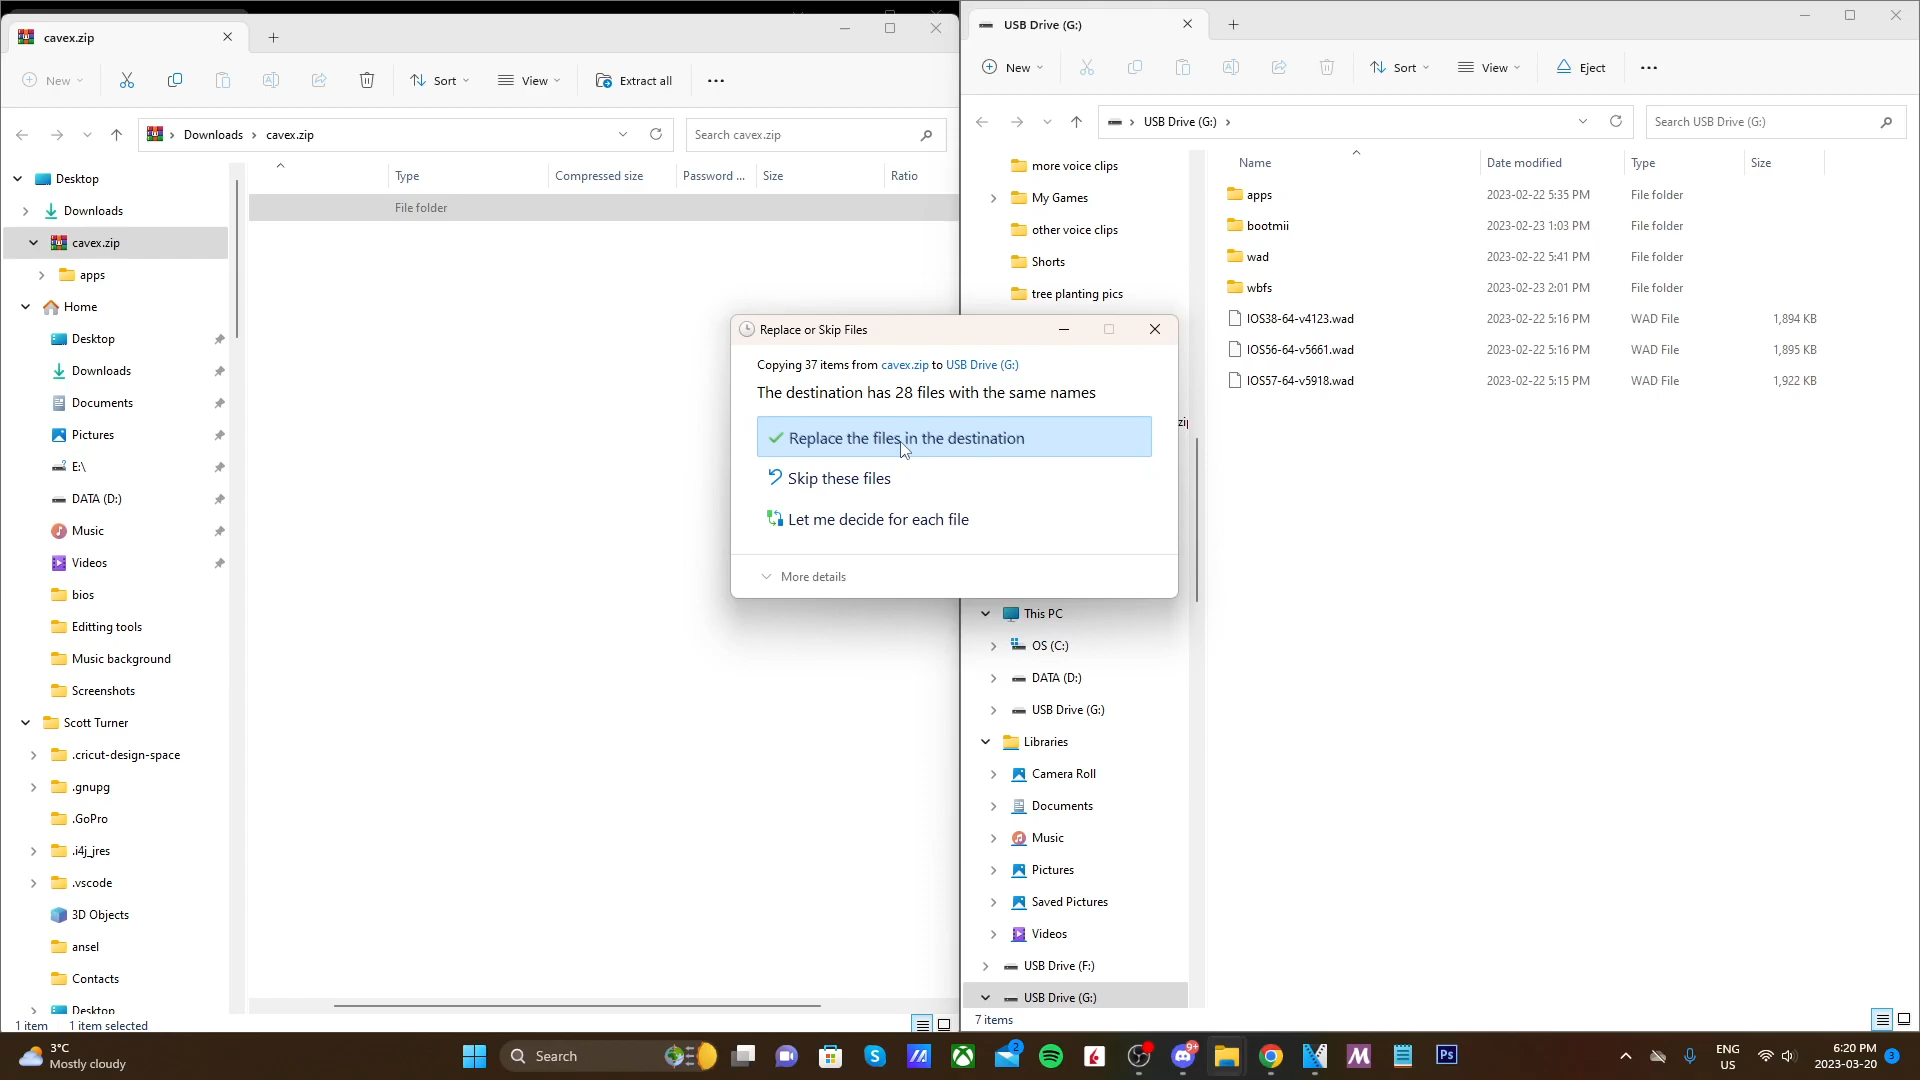 cavex.zip
New
Sort
View
Extract all
Downloads
cavex.zip
Search cavex.zip
Type
Compressed size
Password ...
Size
Ratio
File folder
Desktop
Downloads
cavex.zip
apps
Home
Desktop
Downloads
Documents
Pictures
E:\
DATA (D:)
Music
Videos
bios
Editting tools
Music background
Screenshots
Scott Turner
.cricut-design-space
.gnupg
.GoPro
.i4j_jres
.vscode
3D Objects
ansel
Contacts
Desktop
1 item
1 item selected
USB Drive (G:)
New
Sort
View
Eject
USB Drive (G:)
Search USB Drive (G:)
more voice clips
My Games
other voice clips
Shorts
tree planting pics
zip
This PC
OS (C:)
DATA (D:)
USB Drive (G:)
Libraries
Camera Roll
Documents
Music
Pictures
Saved Pictures
Videos
USB Drive (F:)
USB Drive (G:)
7 items
Name
Date modified
Type
Size
apps 2023-02-22 5:35 PM File folder
bootmii 2023-02-23 1:03 PM File folder
wad 2023-02-22 5:41 PM File folder
wbfs 2023-02-23 2:01 PM File folder
IOS38-64-v4123.wad 2023-02-22 5:16 PM WAD File 1,894 KB
IOS56-64-v5661.wad 2023-02-22 5:16 PM WAD File 1,895 KB
IOS57-64-v5918.wad 2023-02-22 5:15 PM WAD File 1,922 KB
Replace or Skip Files
Copying 37 items from cavex.zip to USB Drive (G:)
The destination has 28 files with the same names
Replace the files in the destination
Skip these files
Let me decide for each file
More details
3°C
Mostly cloudy
Search
2
9+
Ps
ENG
US
6:20 PM
2023-03-20
3